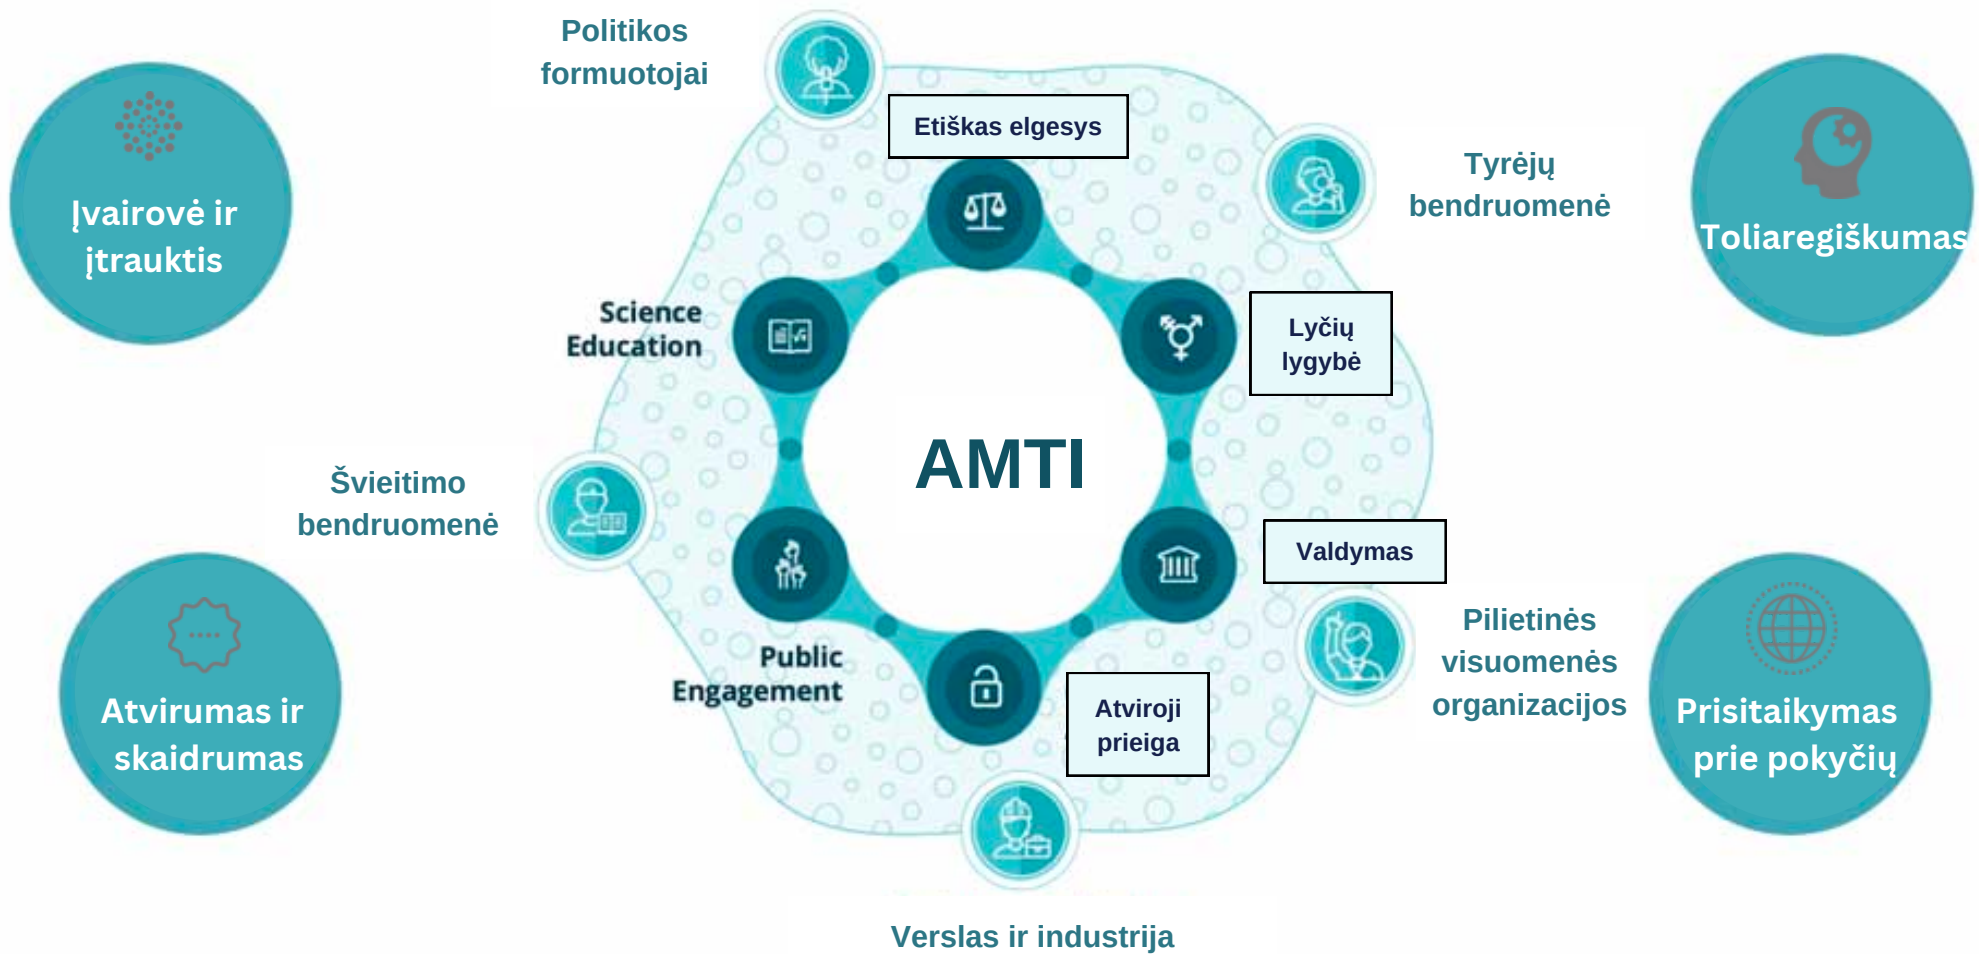 Politikos
formuotojai
Etiškas elgesys
Tyrėjų
bendruomenė
Įvairovė ir
įtrauktis
Toliaregiškumas
Science
Education
Lyčių
lygybė
AMTI
Švieitimo
bendruomenė
Valdymas
Pilietinės
visuomenės
organizacijos
Public
Engagement
Atviroji
prieiga
Atvirumas ir
skaidrumas
Prisitaikymas
prie pokyčių
Verslas ir industrija